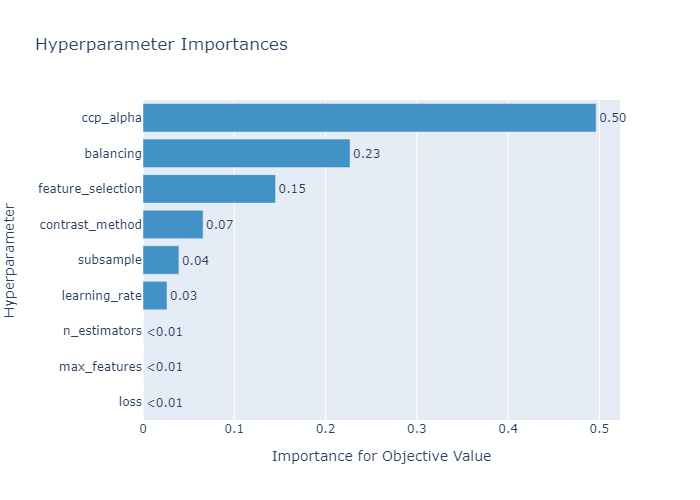 Hyperparameter Importances
Hyperparameter
ccp_alpha 0.50
balancing 0.23
feature_selection 0.15
contrast_method 0.07
subsample 0.04
learning_rate 0.03
n_estimators <0.01
max_features <0.01
loss <0.01
0 0.1 0.2 0.3 0.4 0.5
Importance for Objective Value